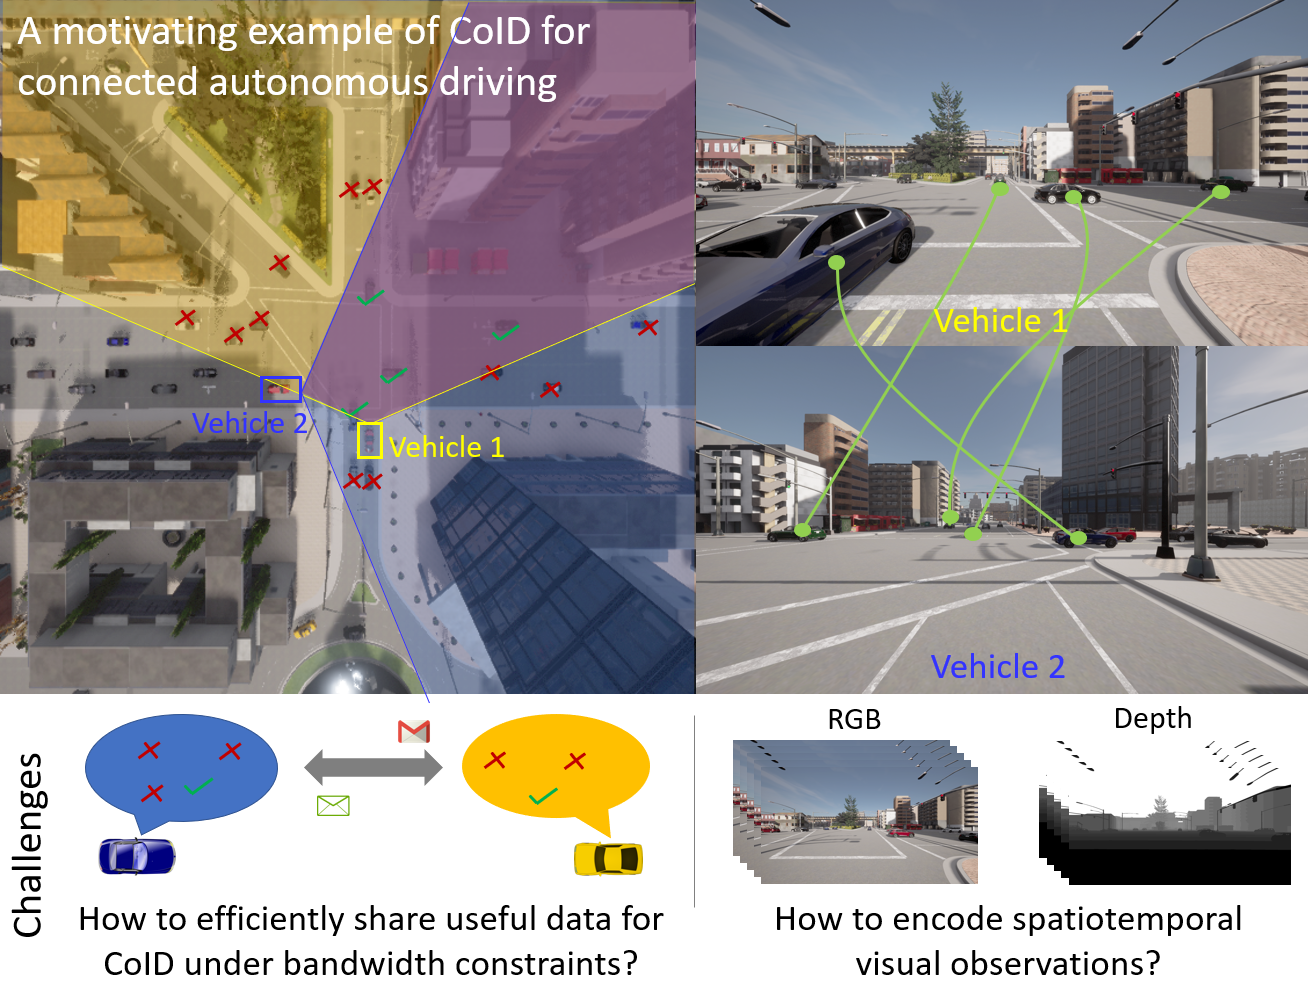 A motivating example of CoID for
connected autonomous driving
Vehicle 2
Vehicle 1
Vehicle 1
Vehicle 2
Challenges
How to efficiently share useful data for
CoID under bandwidth constraints?
RGB
Depth
How to encode spatiotemporal
visual observations?